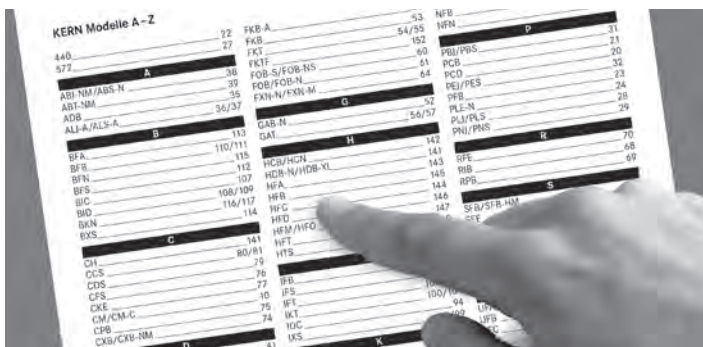 KERN Modelle A–Z
440 22
572 27
A
ABJ-NM/ABS-N 38
ABT-NM 39
ADB 35
ALJ-A/ALS-A 36/37
B
BFA 113
BFB 110/111
BFN 115
BFS 112
BIC 107
BID 108/109
BKN 116/117
BXS 114
C
CH 141
CCS 80/81
CDS 79
CFS 76
CKE 77
CM/CM-C 10
CPB 75
CXB/CXB-NM 74
D
41
FKB-A
FKB 53
FKT 54/55
FKTF 152
FOB-S/FOB-NS 60
FOB/FOB-N 61
FXN-N/FXN-M 64
G
GAB-N 52
GAT 56/57
H
HCB/HCN 142
HDB-N/HDB-XL 141
HFA 143
HFB 145
HFC 144
HFD 146
HFM/HFO 147
HFT
HTS
IFB
IFS
IFT
IKT 94
IOC
IXS
K
NFB
NFN
P
PBJ/PBS 31
PCB 21
PCD 20
PEJ/PES 32
PFB 23
PLE-N 24
PLJ/PLS 28
PNJ/PNS 29
R
RFE 70
RIB 68
RPB 69
S
SFB/SFB-HM
UFB